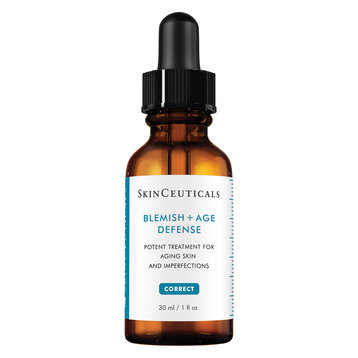 SKINCEUTICALS
BLEMISH + AGE
DEFENSE
POTENT TREATMENT FOR
AGING SKIN
AND IMPERFECTIONS
CORRECT
30 ml / 1 fl oz